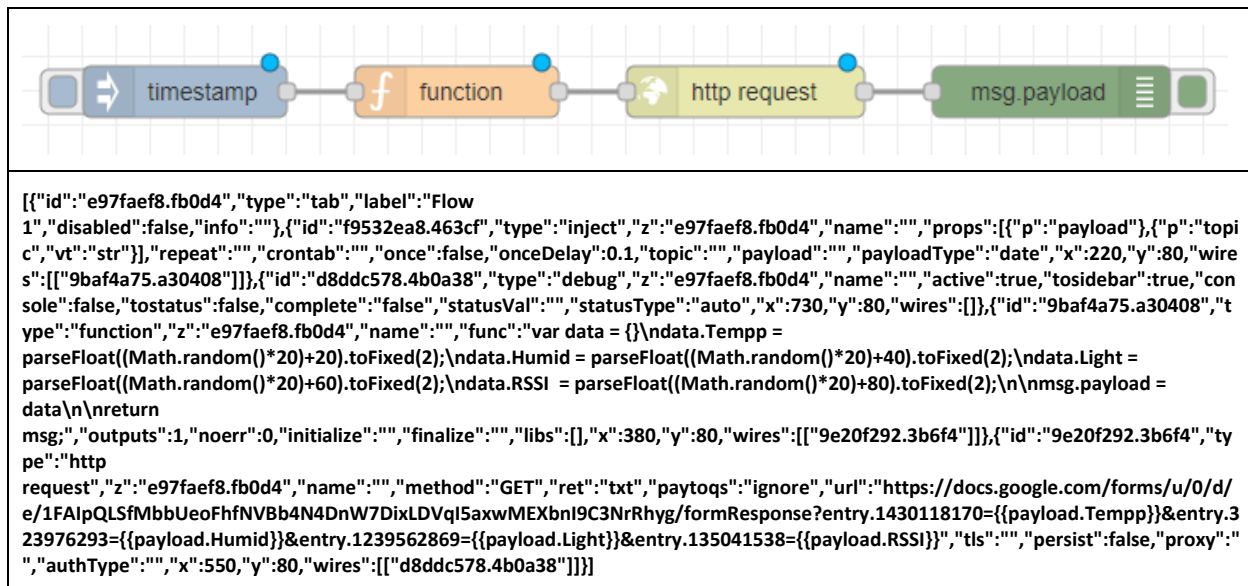 timestamp function http request msg.payload
[{"id":"e97faef8.fb0d4","type":"tab","label":"Flow
1","disabled":false,"info":""},{"id":"f9532ea8.463cf","type":"inject","z":"e97faef8.fb0d4","name":"","props":[{"p":"payload"},{"p":"topi
c","vt":"str"}],"repeat":"","crontab":"","once":false,"onceDelay":0.1,"topic":"","payload":"","payloadType":"date","x":220,"y":80,"wire
s":[["9baf4a75.a30408"]]},{"id":"d8ddc578.4b0a38","type":"debug","z":"e97faef8.fb0d4","name":"","active":true,"tosidebar":true,"con
sole":false,"tostatus":false,"complete":"false","statusVal":"","statusType":"auto","x":730,"y":80,"wires":[]},{"id":"9baf4a75.a30408","t
ype":"function","z":"e97faef8.fb0d4","name":"","func":"var data = {}\ndata.Tempp =
parseFloat((Math.random()*20)+20).toFixed(2);\ndata.Humid = parseFloat((Math.random()*20)+40).toFixed(2);\ndata.Light =
parseFloat((Math.random()*20)+60).toFixed(2);\ndata.RSSI  = parseFloat((Math.random()*20)+80).toFixed(2);\n\nmsg.payload =
data\n\nreturn
msg;","outputs":1,"noerr":0,"initialize":"","finalize":"","libs":[],"x":380,"y":80,"wires":[["9e20f292.3b6f4"]]},{"id":"9e20f292.3b6f4","ty
pe":"http
request","z":"e97faef8.fb0d4","name":"","method":"GET","ret":"txt","paytoqs":"ignore","url":"https://docs.google.com/forms/u/0/d/
e/1FAIpQLSfMbbUeoFhfNVBb4N4DnW7DixLDVqI5axwMEXbnI9C3NrRhyg/formResponse?entry.1430118170={{payload.Tempp}}&entry.3
23976293={{payload.Humid}}&entry.1239562869={{payload.Light}}&entry.135041538={{payload.RSSI}}","tls":"","persist":false,"proxy":"
","authType":"","x":550,"y":80,"wires":[["d8ddc578.4b0a38"]]}]